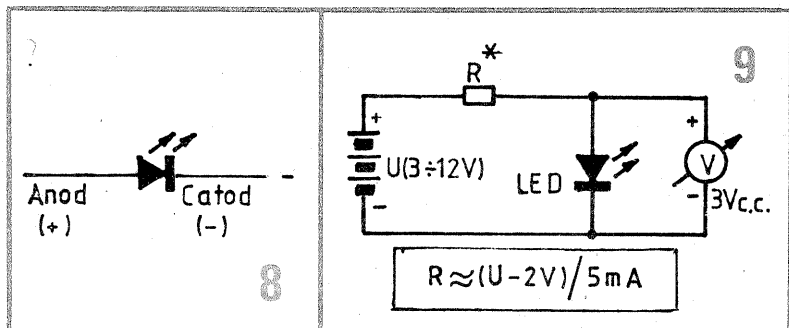 Anod
(+)
Catod
(-)
-
8
9
R*
+
-
U(3÷12V)
LED
+
V
-
3Vc.c.
R≈(U-2V)/5mA